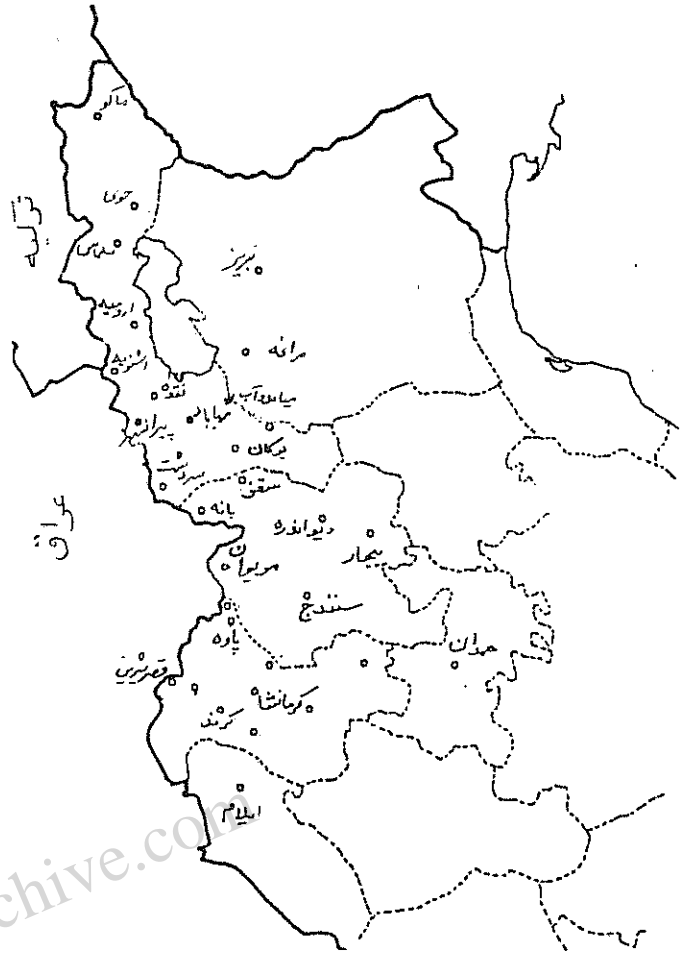 ماکو
خوی
ترکیه
سلماس
تبریز
ارومیه
مراغه
اشنویه
نقده
میاندوآب
مهاباد
پیرانشهر
بوکان
سردشت
سقز
بانه
عراق
دیواندره
بیجار
مریوان
سنندج
پاوه
همدان
قصرشیرین
کرمانشا
کرند
ایلام
chive.com